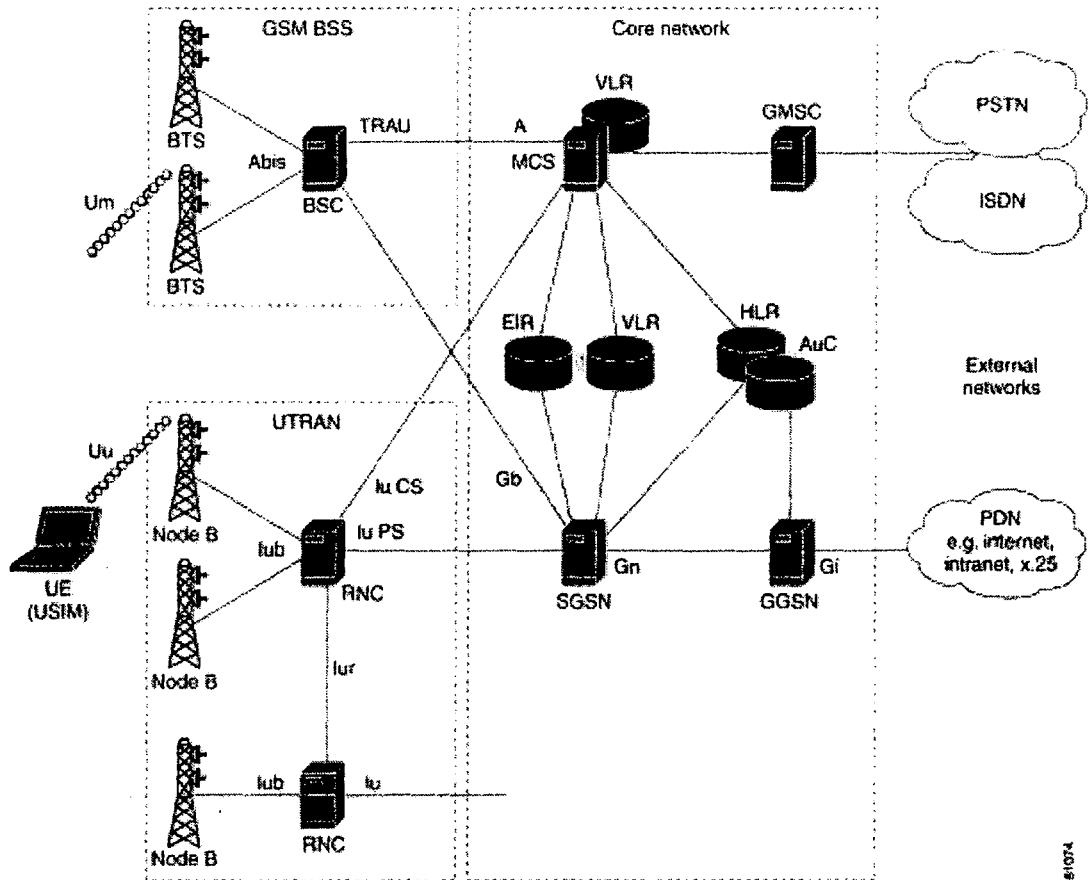 GSM BSS
Core network
BTS
TRAU
A
VLR
MCS
GMSC
PSTN
Abis
BSC
Um
BTS
ISDN
EIR
VLR
HLR
AuC
External
networks
UTRAN
Uu
Node B
Iu CS
Gb
Iu PS
Iub
RNC
UE
(USIM)
Gn
SGSN
Gi
GGSN
PDN
e.g. internet,
intranet, x.25
Node B
Iur
Iub
Iu
RNC
Node B
81074